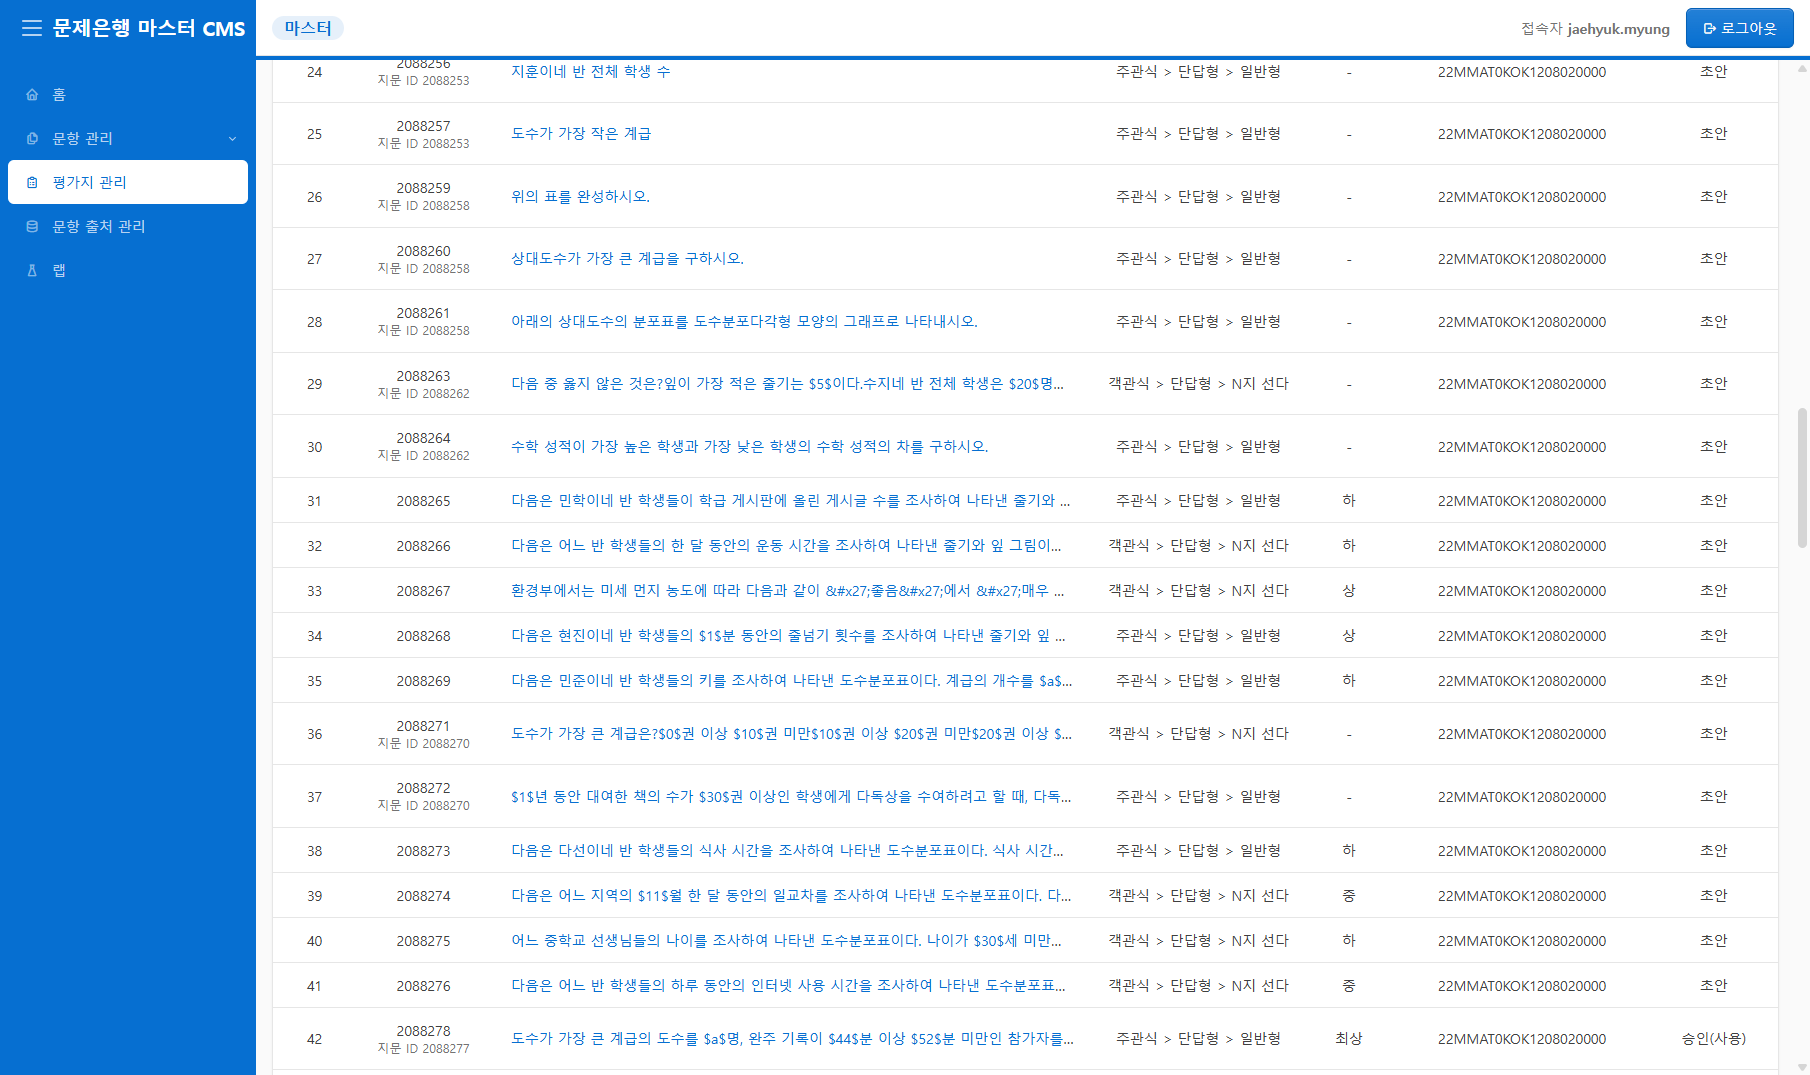 문제은행 마스터 CMS
마스터
접속자 jaehyuk.myung
로그아웃
홈
문항 관리
평가지 관리
문항 출처 관리
랩
24 2088256 지훈이네 반 전체 학생 수 주관식 > 단답형 > 일반형 - 22MMAT0KOK1208020000 초안
지문 ID 2088253
25 2088257 도수가 가장 작은 계급 주관식 > 단답형 > 일반형 - 22MMAT0KOK1208020000 초안
지문 ID 2088253
26 2088259 위의 표를 완성하시오. 주관식 > 단답형 > 일반형 - 22MMAT0KOK1208020000 초안
지문 ID 2088258
27 2088260 상대도수가 가장 큰 계급을 구하시오. 주관식 > 단답형 > 일반형 - 22MMAT0KOK1208020000 초안
지문 ID 2088258
28 2088261 아래의 상대도수의 분포표를 도수분포다각형 모양의 그래프로 나타내시오. 주관식 > 단답형 > 일반형 - 22MMAT0KOK1208020000 초안
지문 ID 2088258
29 2088263 다음 중 옳지 않은 것은?잎이 가장 적은 줄기는 $5$이다.수지네 반 전체 학생은 $20$명... 객관식 > 단답형 > N지 선다 - 22MMAT0KOK1208020000 초안
지문 ID 2088262
30 2088264 수학 성적이 가장 높은 학생과 가장 낮은 학생의 수학 성적의 차를 구하시오. 주관식 > 단답형 > 일반형 - 22MMAT0KOK1208020000 초안
지문 ID 2088262
31 2088265 다음은 민학이네 반 학생들이 학급 게시판에 올린 게시글 수를 조사하여 나타낸 줄기와 ... 주관식 > 단답형 > 일반형 하 22MMAT0KOK1208020000 초안
32 2088266 다음은 어느 반 학생들의 한 달 동안의 운동 시간을 조사하여 나타낸 줄기와 잎 그림이... 객관식 > 단답형 > N지 선다 하 22MMAT0KOK1208020000 초안
33 2088267 환경부에서는 미세 먼지 농도에 따라 다음과 같이 &#x27;좋음&#x27;에서 &#x27;매우 ... 객관식 > 단답형 > N지 선다 상 22MMAT0KOK1208020000 초안
34 2088268 다음은 현진이네 반 학생들의 $1$분 동안의 줄넘기 횟수를 조사하여 나타낸 줄기와 잎 ... 주관식 > 단답형 > 일반형 상 22MMAT0KOK1208020000 초안
35 2088269 다음은 민준이네 반 학생들의 키를 조사하여 나타낸 도수분포표이다. 계급의 개수를 $a$... 주관식 > 단답형 > 일반형 하 22MMAT0KOK1208020000 초안
36 2088271 도수가 가장 큰 계급은?$0$권 이상 $10$권 미만$10$권 이상 $20$권 미만$20$권 이상 $... 객관식 > 단답형 > N지 선다 - 22MMAT0KOK1208020000 초안
지문 ID 2088270
37 2088272 $1$년 동안 대여한 책의 수가 $30$권 이상인 학생에게 다독상을 수여하려고 할 때, 다독... 주관식 > 단답형 > 일반형 - 22MMAT0KOK1208020000 초안
지문 ID 2088270
38 2088273 다음은 다선이네 반 학생들의 식사 시간을 조사하여 나타낸 도수분포표이다. 식사 시간... 주관식 > 단답형 > 일반형 하 22MMAT0KOK1208020000 초안
39 2088274 다음은 어느 지역의 $11$월 한 달 동안의 일교차를 조사하여 나타낸 도수분포표이다. 다... 객관식 > 단답형 > N지 선다 중 22MMAT0KOK1208020000 초안
40 2088275 어느 중학교 선생님들의 나이를 조사하여 나타낸 도수분포표이다. 나이가 $30$세 미만... 객관식 > 단답형 > N지 선다 하 22MMAT0KOK1208020000 초안
41 2088276 다음은 어느 반 학생들의 하루 동안의 인터넷 사용 시간을 조사하여 나타낸 도수분포표... 객관식 > 단답형 > N지 선다 중 22MMAT0KOK1208020000 초안
42 2088278 도수가 가장 큰 계급의 도수를 $a$명, 완주 기록이 $44$분 이상 $52$분 미만인 참가자를... 주관식 > 단답형 > 일반형 최상 22MMAT0KOK1208020000 승인(사용)
지문 ID 2088277